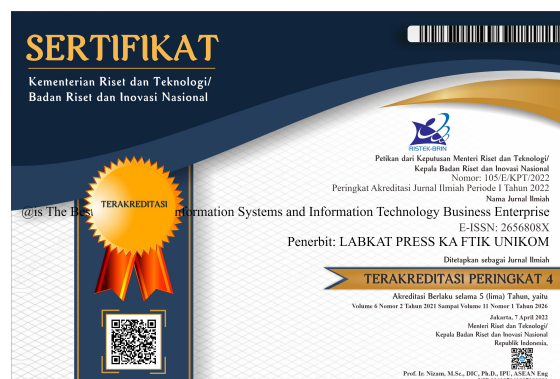 SERTIFIKAT
Kementerian Riset dan Teknologi/
Badan Riset dan Inovasi Nasional
RISTEK-BRIN
Petikan dari Keputusan Menteri Riset dan Teknologi/
Kepala Badan Riset dan Inovasi Nasional
Nomor: 105/E/KPT/2022
Peringkat Akreditasi Jurnal Ilmiah Periode I Tahun 2022
Nama Jurnal Ilmiah
TERAKREDITASI
@is The Best nformation Systems and Information Technology Business Enterprise
E-ISSN: 2656808X
Penerbit: LABKAT PRESS KA FTIK UNIKOM
Ditetapkan sebagai Jurnal Ilmiah
TERAKREDITASI PERINGKAT 4
Akreditasi Berlaku selama 5 (lima) Tahun, yaitu
Volume 6 Nomor 2 Tahun 2021 Sampai Volume 11 Nomor 1 Tahun 2026
Jakarta, 7 April 2022
Menteri Riset dan Teknologi/
Kepala Badan Riset dan Inovasi Nasional
Republik Indonesia,
Prof. Ir. Nizam, M.Sc., DIC, Ph.D., IPU, ASEAN Eng